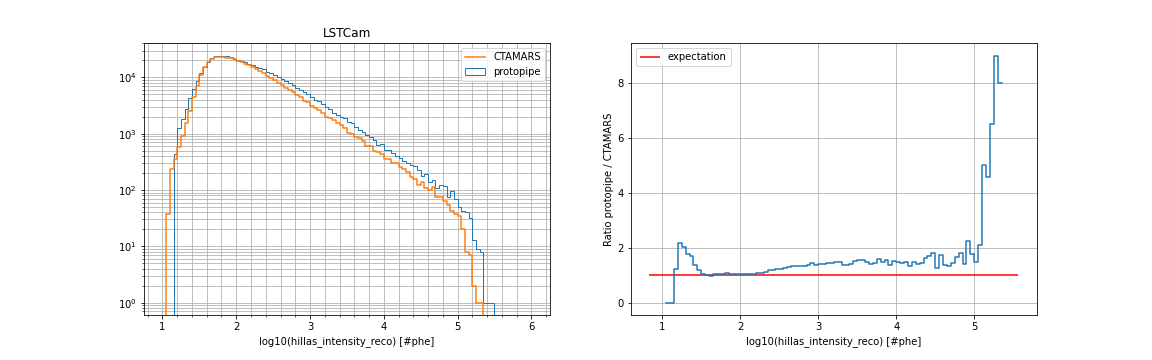 LSTCam
CTAMARS
protopipe
10⁴
10³
10²
10¹
10⁰
1 2 3 4 5 6
log10(hillas_intensity_reco) [#phe]
expectation
Ratio protopipe / CTAMARS
8
6
4
2
0
1 2 3 4 5
log10(hillas_intensity_reco) [#phe]